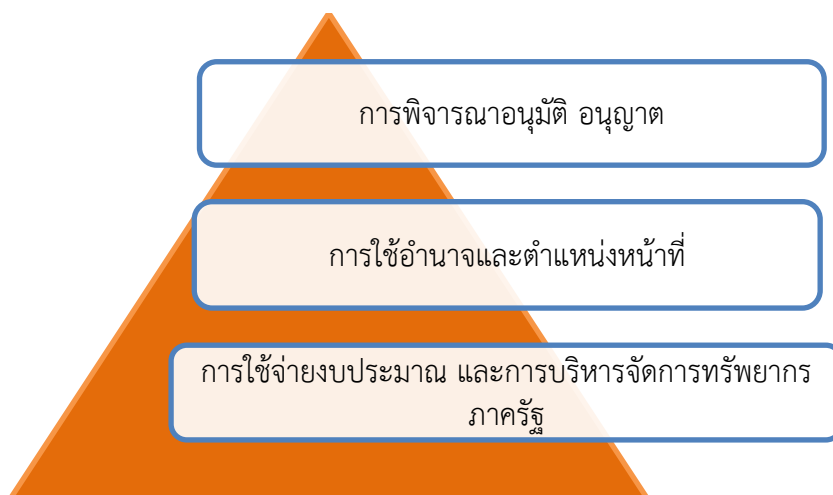 การพิจารณาอนุมัติ อนุญาต
การใช้อำนาจและตำแหน่งหน้าที่
การใช้จ่ายงบประมาณ และการบริหารจัดการทรัพยากร
ภาครัฐ